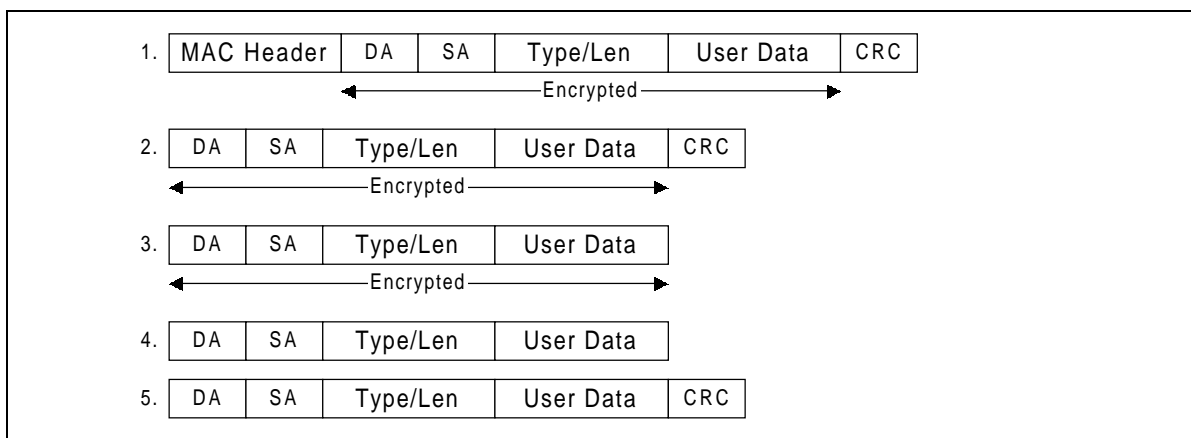 1. MAC Header DA SA Type/Len User Data CRC
Encrypted
2. DA SA Type/Len User Data CRC
Encrypted
3. DA SA Type/Len User Data
Encrypted
4. DA SA Type/Len User Data
5. DA SA Type/Len User Data CRC